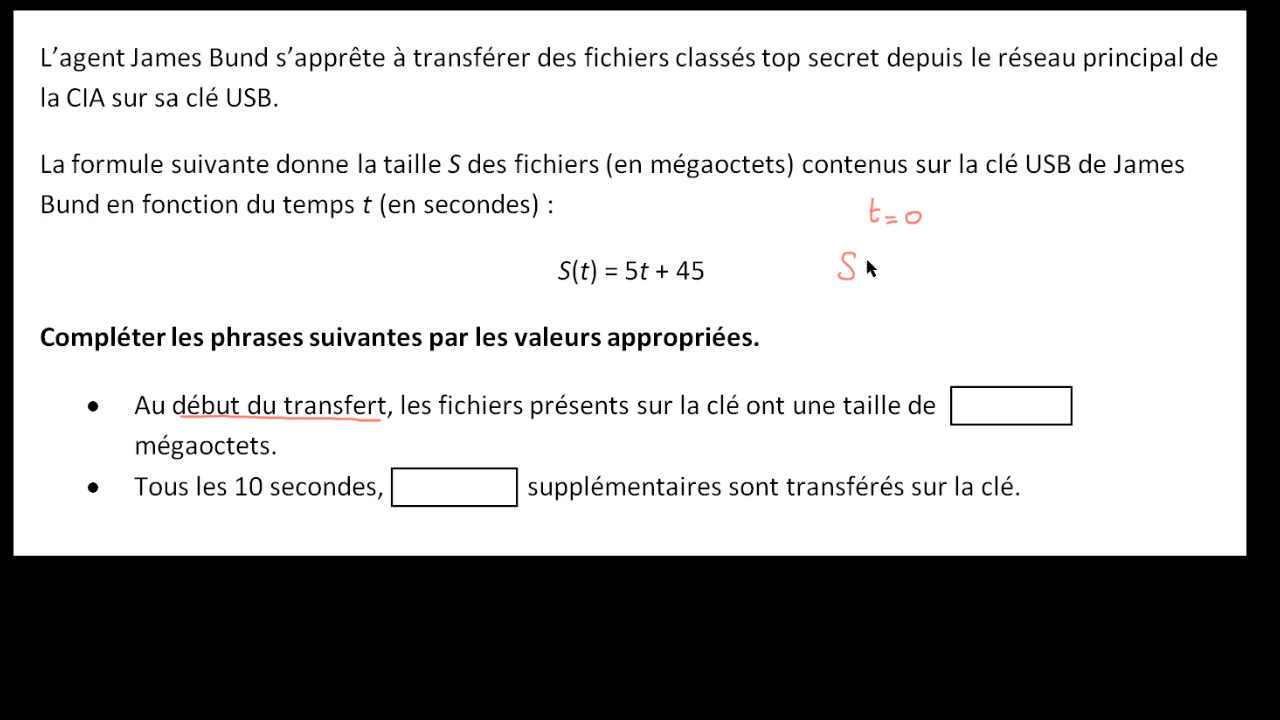 L’agent James Bund s’apprête à transférer des fichiers classés top secret depuis le réseau principal de
la CIA sur sa clé USB.
La formule suivante donne la taille S des fichiers (en mégaoctets) contenus sur la clé USB de James
Bund en fonction du temps t (en secondes) :
t = 0
S(t) = 5t + 45 S
Compléter les phrases suivantes par les valeurs appropriées.
• Au début du transfert, les fichiers présents sur la clé ont une taille de
mégaoctets.
• Tous les 10 secondes, supplémentaires sont transférés sur la clé.